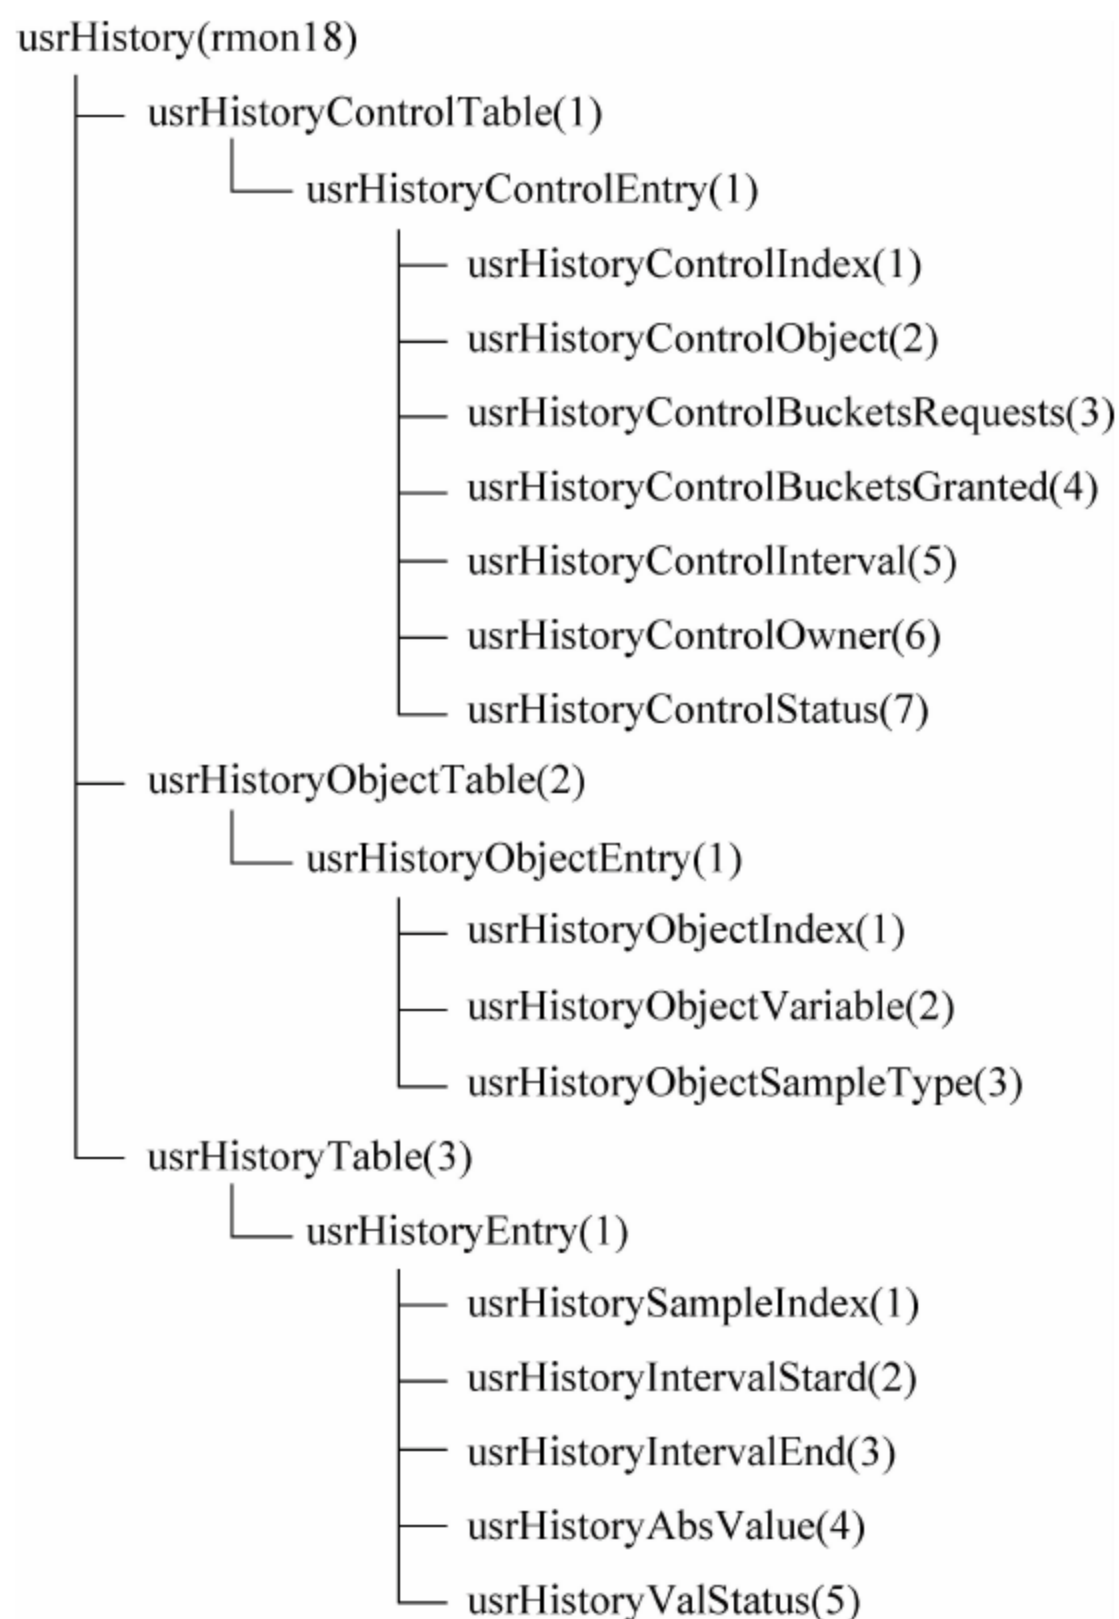 usrHistory(rmon18)
usrHistoryControlTable(1)
usrHistoryControlEntry(1)
usrHistoryControlIndex(1)
usrHistoryControlObject(2)
usrHistoryControlBucketsRequests(3)
usrHistoryControlBucketsGranted(4)
usrHistoryControlInterval(5)
usrHistoryControlOwner(6)
usrHistoryControlStatus(7)
usrHistoryObjectTable(2)
usrHistoryObjectEntry(1)
usrHistoryObjectIndex(1)
usrHistoryObjectVariable(2)
usrHistoryObjectSampleType(3)
usrHistoryTable(3)
usrHistoryEntry(1)
usrHistorySampleIndex(1)
usrHistoryIntervalStard(2)
usrHistoryIntervalEnd(3)
usrHistoryAbsValue(4)
usrHistoryValStatus(5)